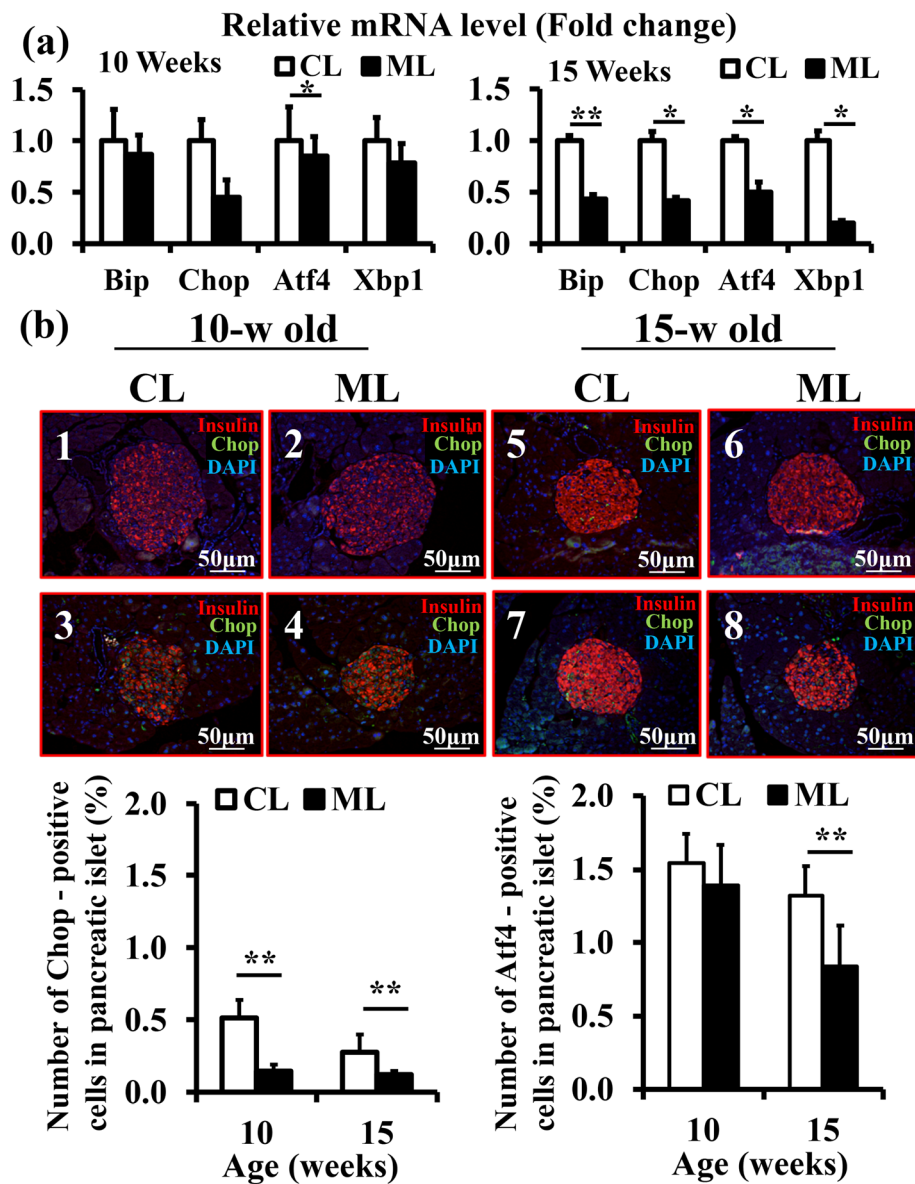 Relative mRNA level (Fold change)
(a)
10 Weeks
CL ML
1.5
1.0
0.5
0.0
*
Bip Chop Atf4 Xbp1
15 Weeks
CL ML
1.5
1.0
0.5
0.0
** * * *
Bip Chop Atf4 Xbp1
(b)
10-w old 15-w old
CL ML CL ML
1
Insulin
Chop
DAPI
50μm
2
Insulin
Chop
DAPI
50μm
5
Insulin
Chop
DAPI
50μm
6
Insulin
Chop
DAPI
50μm
3
Insulin
Chop
DAPI
50μm
4
Insulin
Chop
DAPI
50μm
7
Insulin
Chop
DAPI
50μm
8
Insulin
Chop
DAPI
50μm
Number of Chop - positive
cells in pancreatic islet (%)
CL ML
2.0
1.5
1.0
0.5
0.0
** **
10 15
Age (weeks)
Number of Atf4 - positive
cells in pancreatic islet (%)
CL ML
2.0
1.5
1.0
0.5
0.0
**
10 15
Age (weeks)